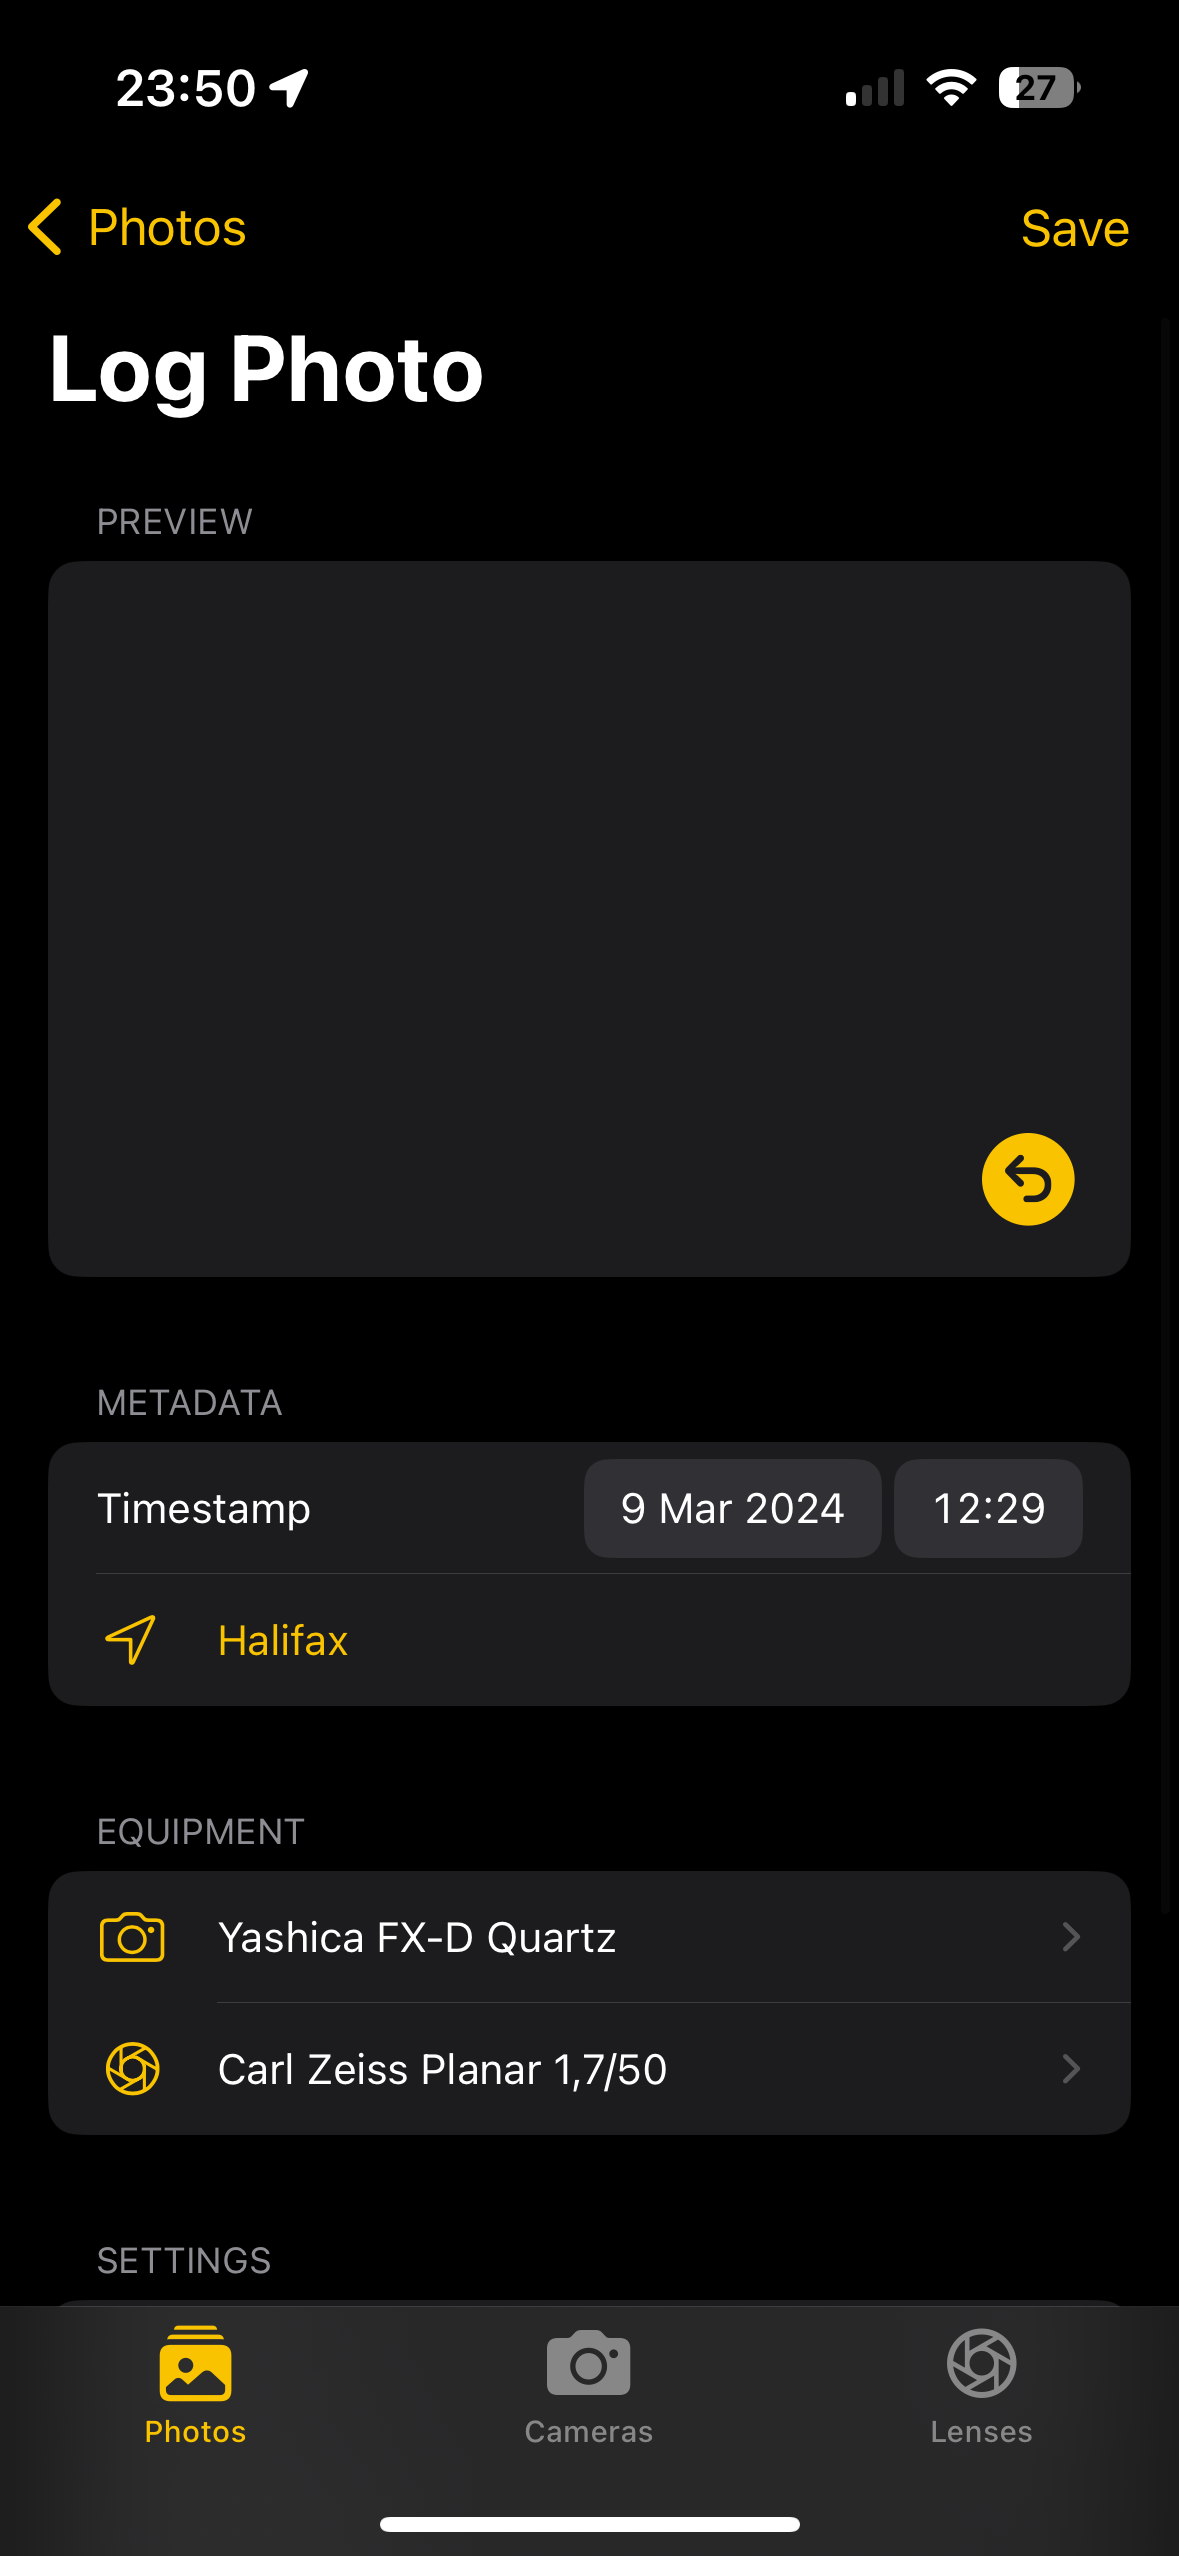 23:50
27
Photos
Save
Log Photo
PREVIEW
METADATA
Timestamp
9 Mar 2024
12:29
Halifax
EQUIPMENT
Yashica FX-D Quartz
Carl Zeiss Planar 1,7/50
SETTINGS
Photos
Cameras
Lenses